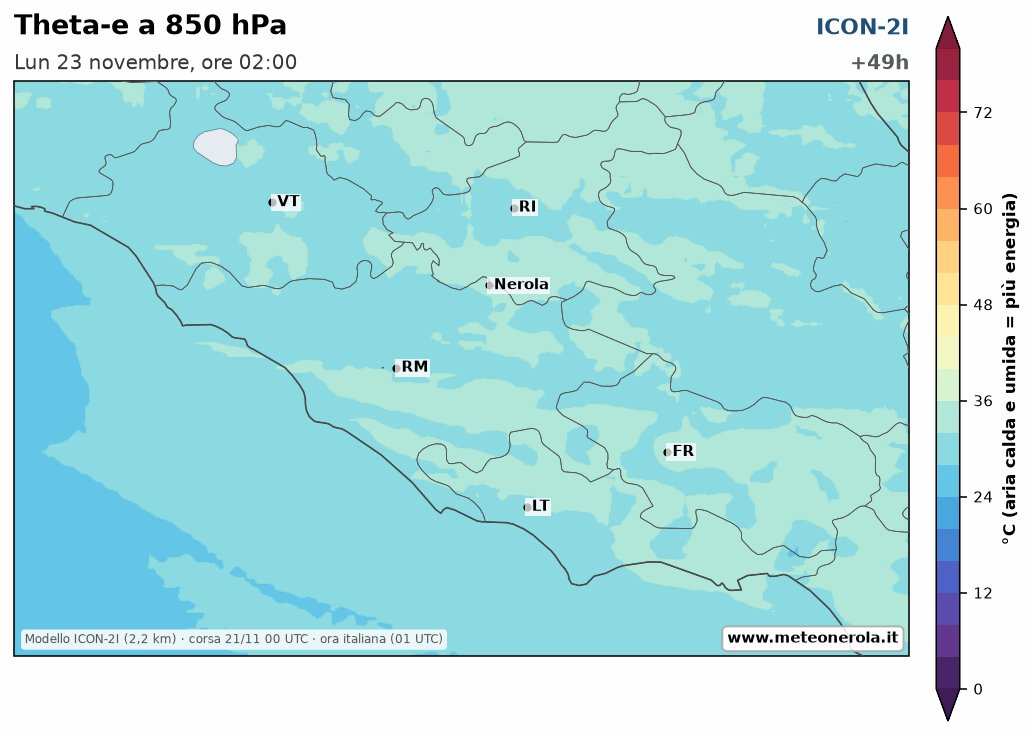 Theta-e a 850 hPa
ICON-2I
Lun 23 novembre, ore 02:00
+49h
VT
RI
Nerola
RM
FR
LT
72
60
48
36
24
12
0
°C (aria calda e umida = più energia)
Modello ICON-2I (2,2 km) · corsa 21/11 00 UTC · ora italiana (01 UTC)
www.meteonerola.it